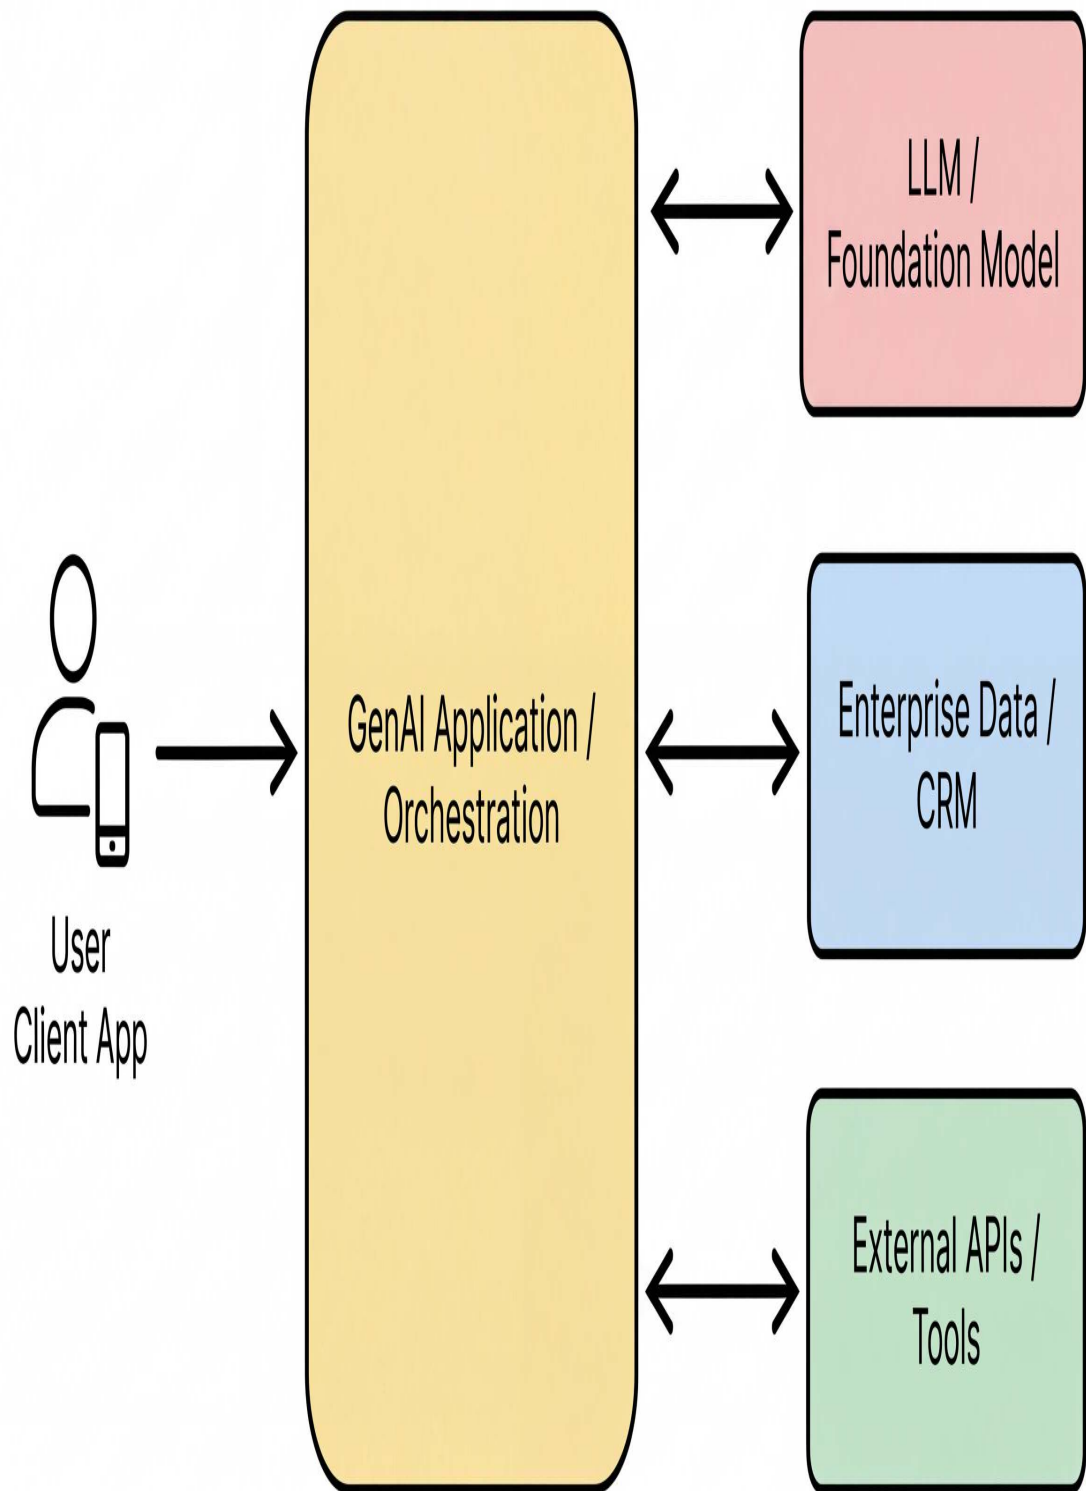 User
Client App
GenAI Application /
Orchestration
LLM /
Foundation Model
Enterprise Data /
CRM
External APIs /
Tools